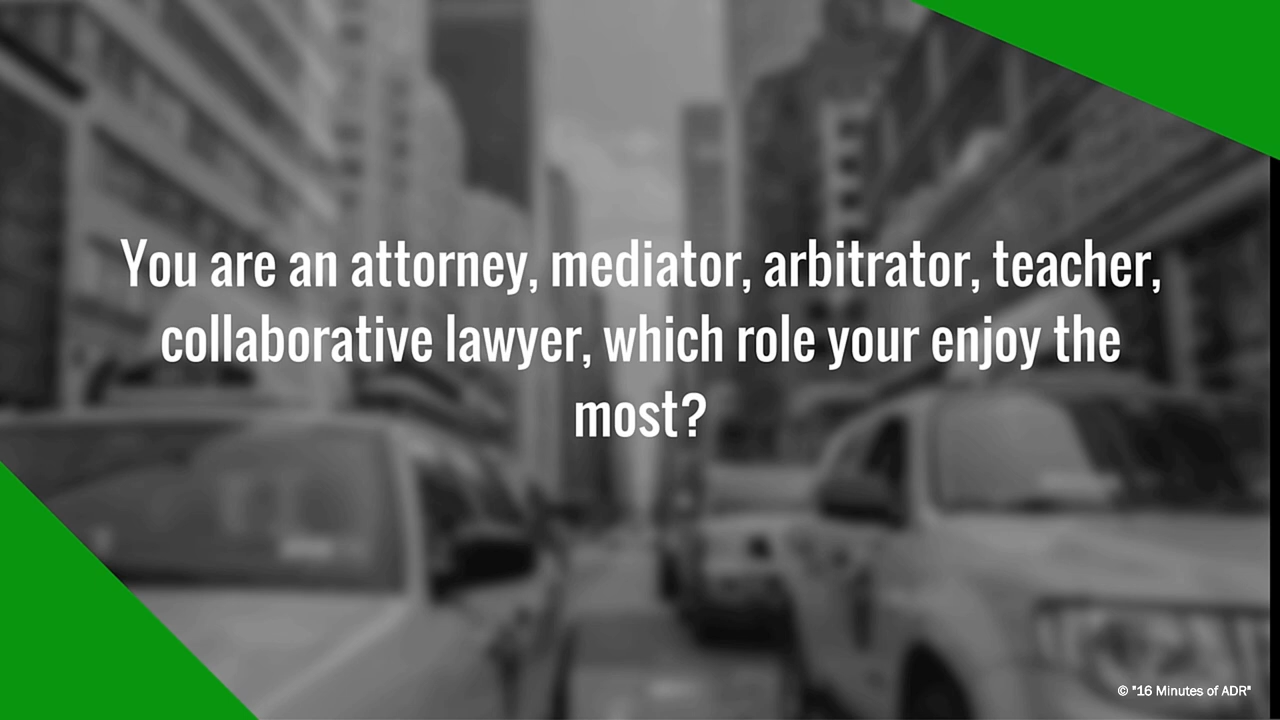 You are an attorney, mediator, arbitrator, teacher,
collaborative lawyer, which role your enjoy the
most?
© "16 Minutes of ADR"